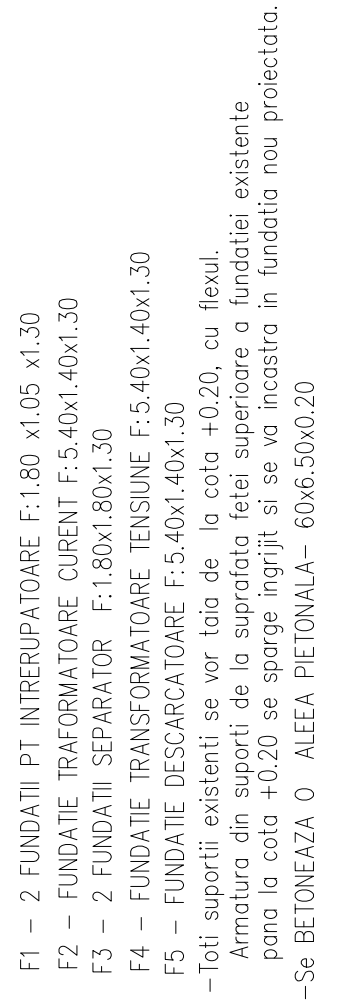 F1 - 2 FUNDATII PT INTRERUPATOARE F:1.80 x1.05 x1.30
F2 - FUNDATIE TRAFORMATOARE CURENT F:5.40x1.40x1.30
F3 - 2 FUNDATII SEPARATOR F:1.80x1.80x1.30
F4 - FUNDATIE TRANSFORMATOARE TENSIUNE F:5.40x1.40x1.30
F5 - FUNDATIE DESCARCATOARE F:5.40x1.40x1.30
-Toti suportii existenti se vor taia de la cota +0.20, cu flexul.
Armatura din suporti de la suprafata fetei superioare a fundatiei existente
pana la cota +0.20 se sparge ingrijit si se va incastra in fundatia nou proiectata.
-Se BETONEAZA O ALEEA PIETONALA- 60x6.50x0.20